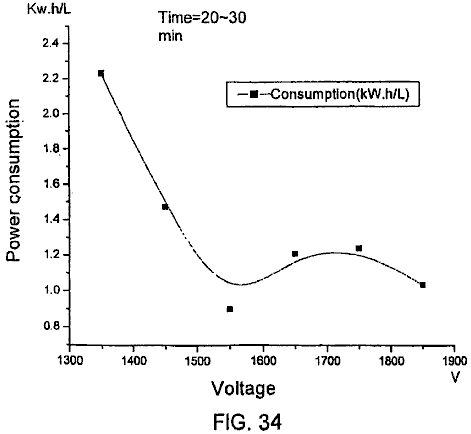 Kw.h/L
Time=20~30
min
Consumption(kW.h/L)
Power consumption
2.4
2.2
2.0
1.8
1.6
1.4
1.2
1.0
0.8
1300 1400 1500 1600 1700 1800 1900
V
Voltage
FIG. 34